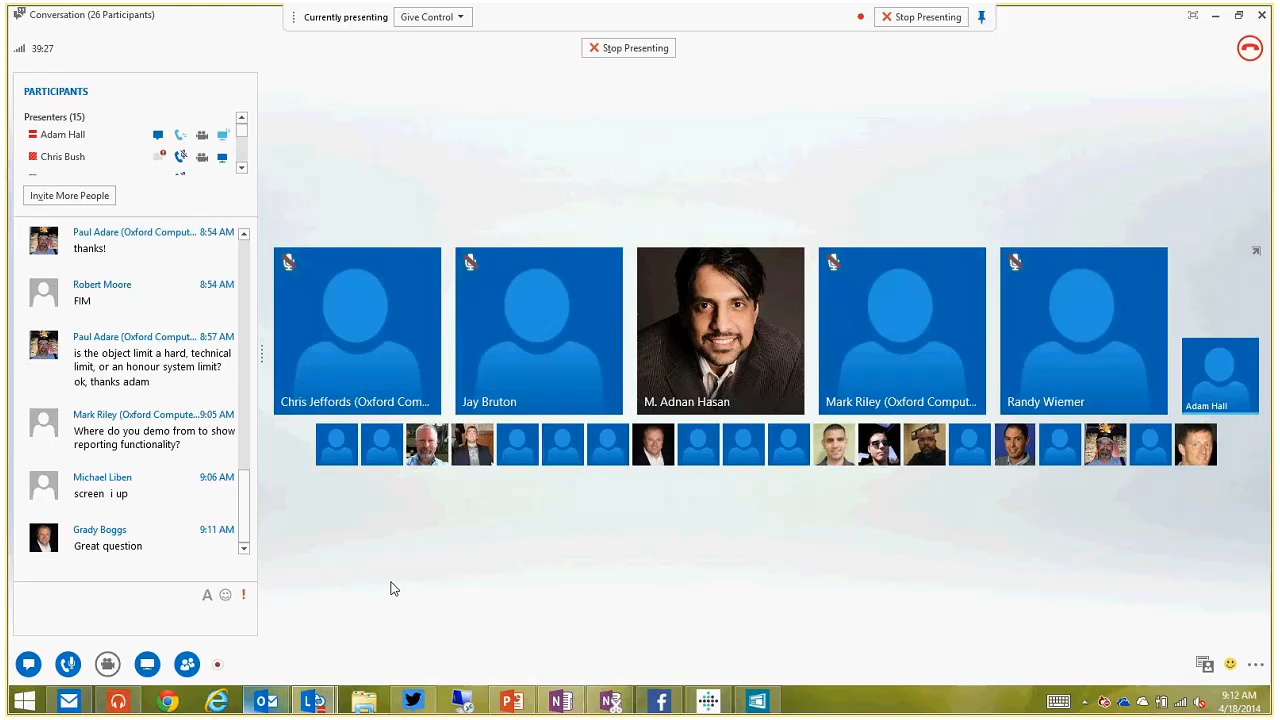 Conversation (26 Participants)
Currently presenting
Give Control
Stop Presenting
39:27
Stop Presenting
PARTICIPANTS
Presenters (15)
Adam Hall
Chris Bush
Invite More People
Paul Adare (Oxford Comput... 8:54 AM
thanks!
Robert Moore 8:54 AM
FIM
Paul Adare (Oxford Comput... 8:57 AM
is the object limit a hard, technical
limit, or an honour system limit?
ok, thanks adam
Mark Riley (Oxford Compute...9:05 AM
Where do you demo from to show
reporting functionality?
Michael Liben 9:06 AM
screen i up
Grady Boggs 9:11 AM
Great question
Chris Jeffords (Oxford Com...
Jay Bruton
M. Adnan Hasan
Mark Riley (Oxford Comput...
Randy Wiemer
Adam Hall
9:12 AM
4/18/2014